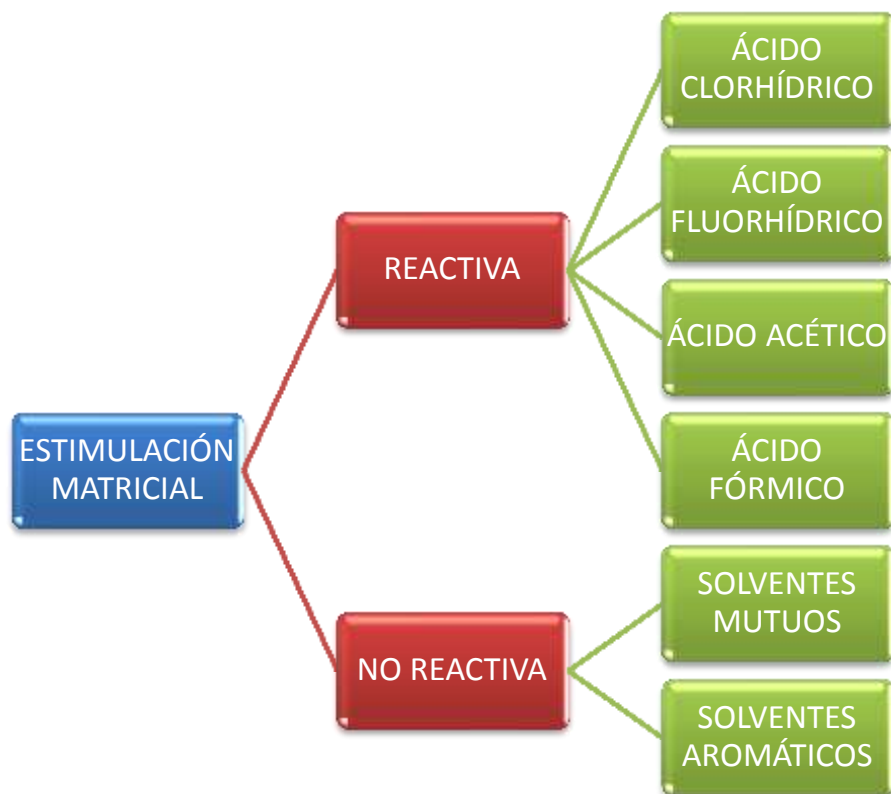 ESTIMULACIÓN
MATRICIAL
REACTIVA
ÁCIDO
CLORHÍDRICO
ÁCIDO
FLUORHÍDRICO
ÁCIDO ACÉTICO
ÁCIDO
FÓRMICO
NO REACTIVA
SOLVENTES
MUTUOS
SOLVENTES
AROMÁTICOS